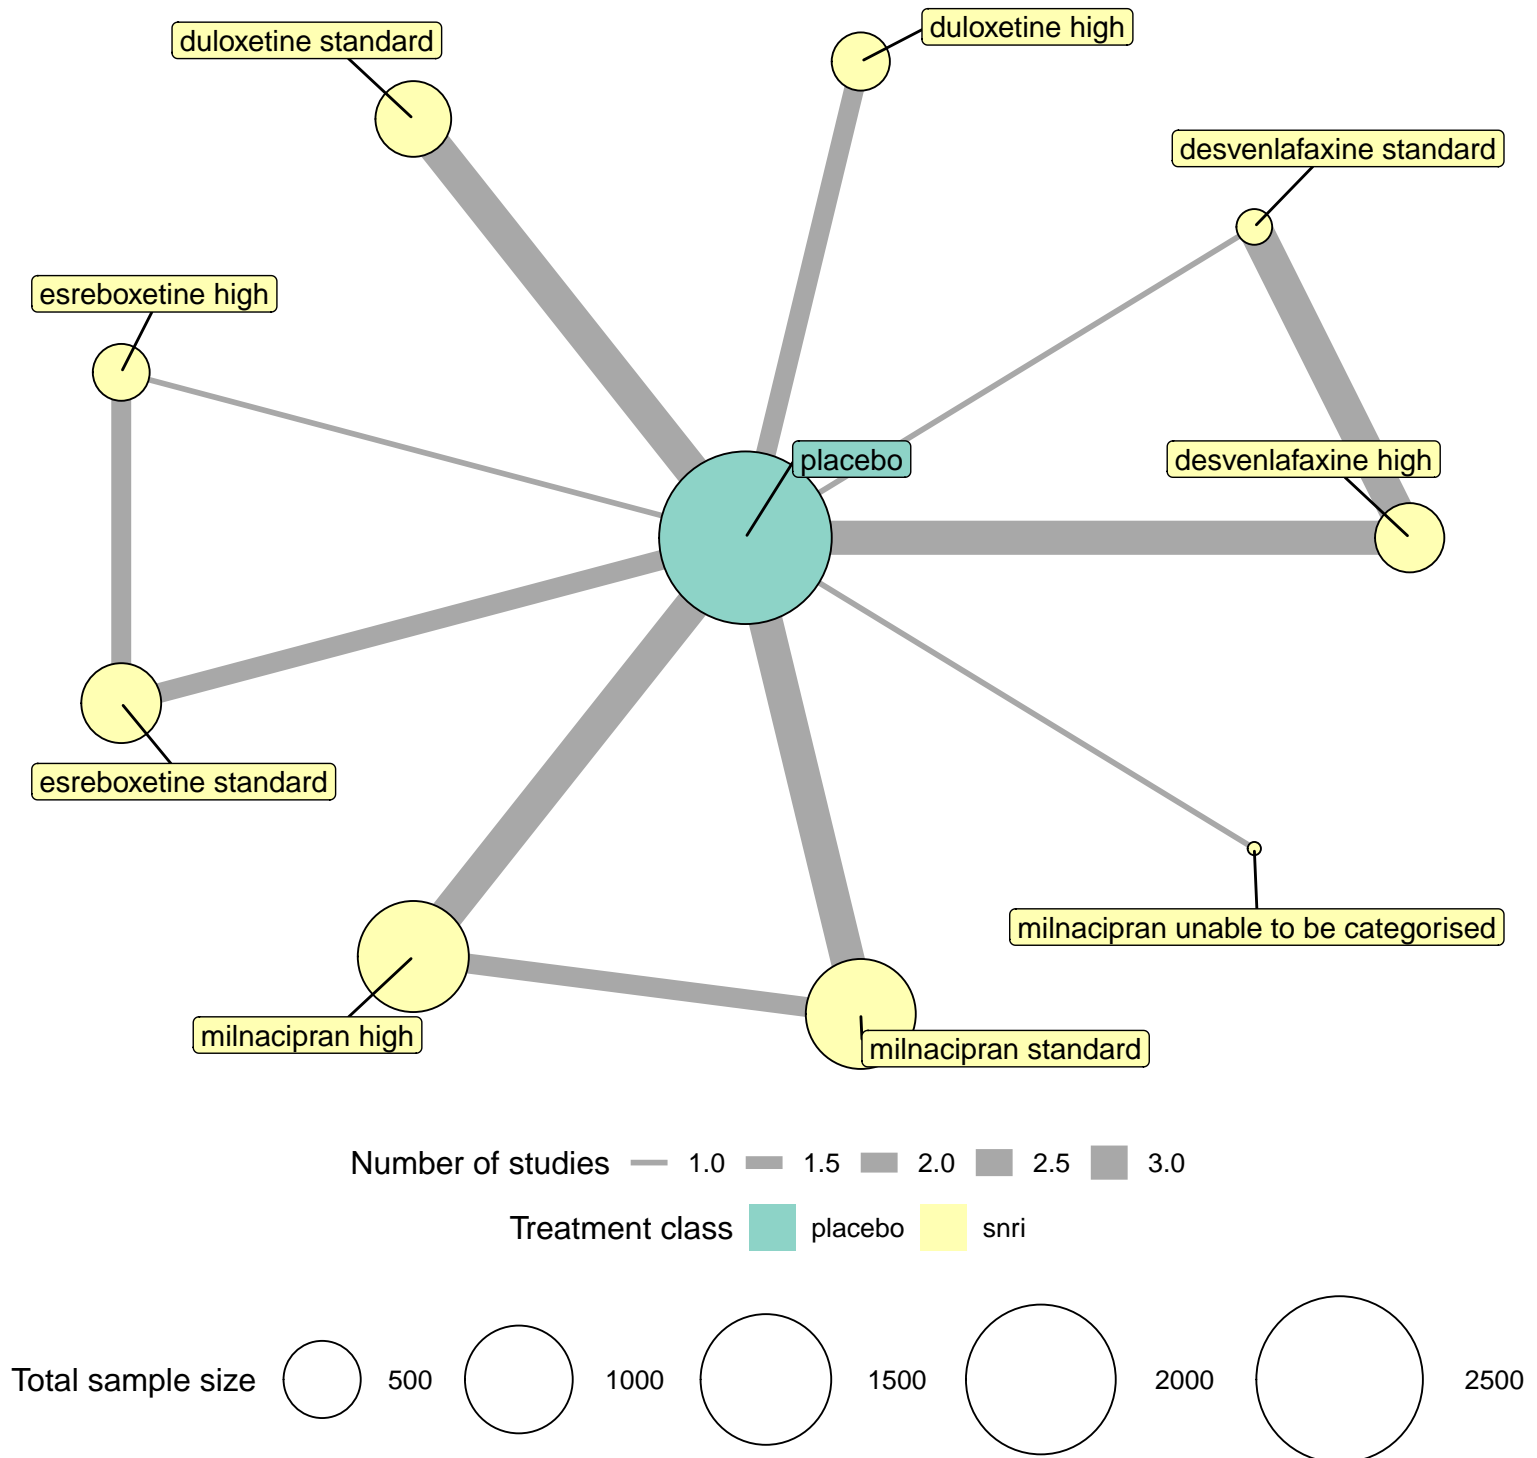 duloxetine high
duloxetine standard
desvenlafaxine standard
esreboxetine high
placebo
desvenlafaxine high
esreboxetine standard
milnacipran unable to be categorised
milnacipran high
milnacipran standard
Number of studies 1.0 1.5 2.0 2.5 3.0
Treatment class placebo snri
Total sample size 500 1000 1500 2000 2500